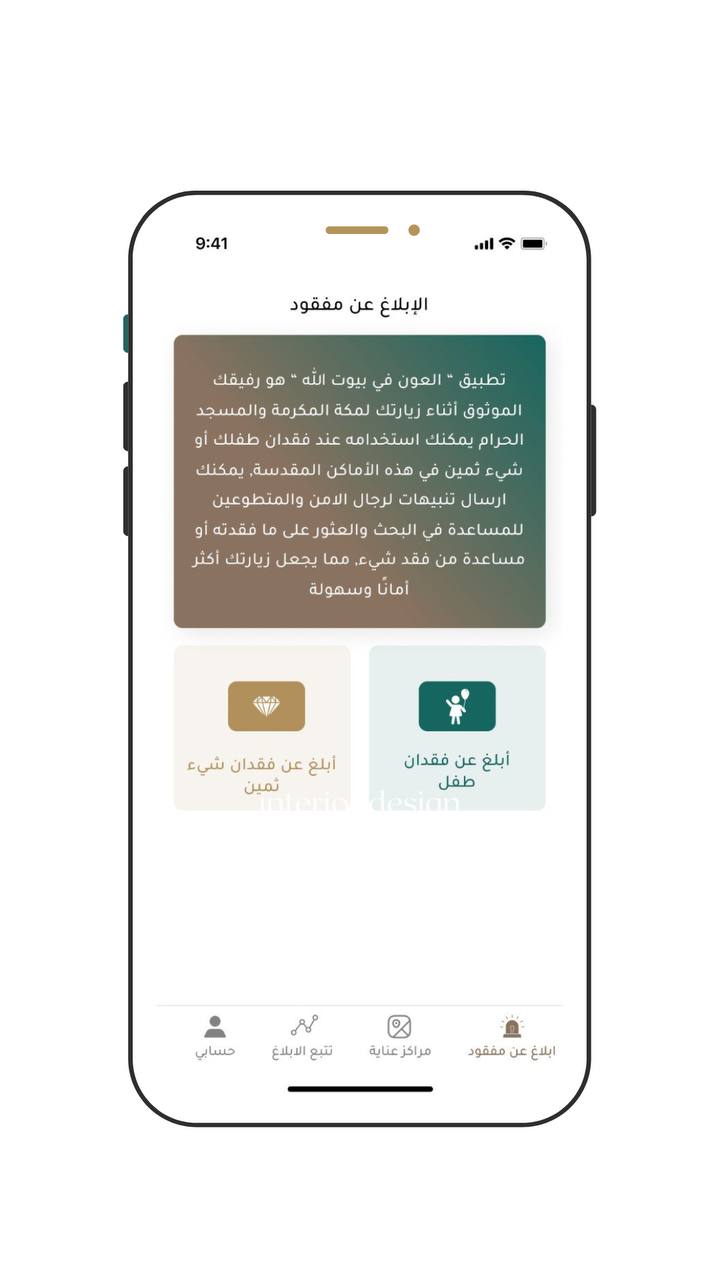 9:41
الإبلاغ عن مفقود
تطبيق “ العون في بيوت الله “ هو رفيقك
الموثوق أثناء زيارتك لمكة المكرمة والمسجد
الحرام يمكنك استخدامه عند فقدان طفلك أو
شيء ثمين في هذه الأماكن المقدسة, يمكنك
ارسال تنبيهات لرجال الامن والمتطوعين
للمساعدة في البحث والعثور على ما فقدته أو
مساعدة من فقد شيء, مما يجعل زيارتك أكثر
أمانًا وسهولة
أبلغ عن فقدان
طفل
أبلغ عن فقدان شيء
ثمين
interior design
ابلاغ عن مفقود
مراكز عناية
تتبع الابلاغ
حسابي